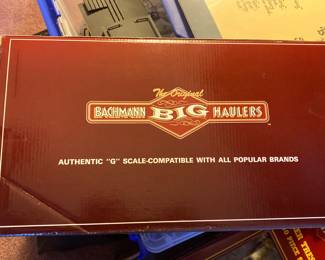 The Original
BACHMANN BIG HAULERS
AUTHENTIC "G" SCALE-COMPATIBLE WITH ALL POPULAR BRANDS